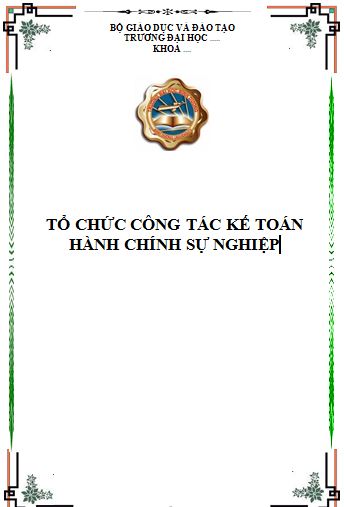 BỘ GIÁO DỤC VÀ ĐÀO TẠO
TRƯỜNG ĐẠI HỌC .....
KHOA ....
TỔ CHỨC CÔNG TÁC KẾ TOÁN
HÀNH CHÍNH SỰ NGHIỆP